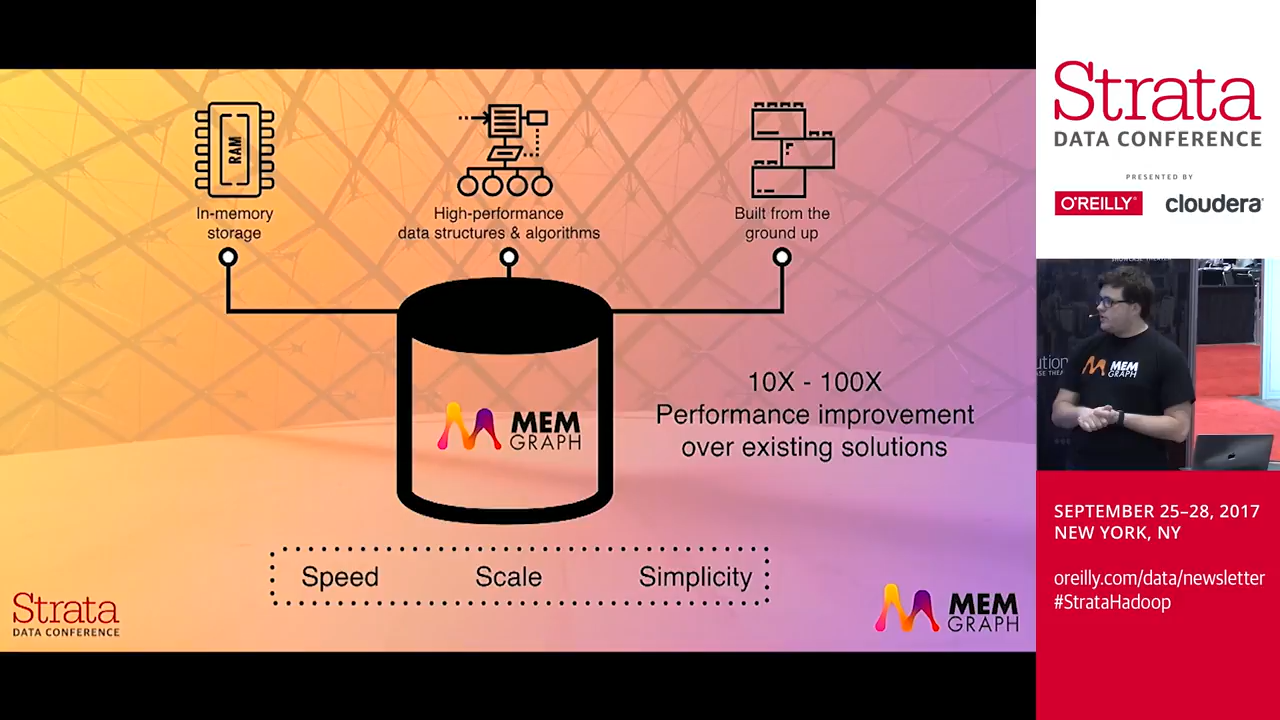 RAM
In-memory
storage
High-performance
data structures & algorithms
Built from the
ground up
MEM
GRAPH
10X - 100X
Performance improvement
over existing solutions
Speed
Scale
Simplicity
Strata
DATA CONFERENCE
MEM
GRAPH
Strata
DATA CONFERENCE
PRESENTED BY
O'REILLY®
cloudera
MEM
GRAPH
SEPTEMBER 25–28, 2017
NEW YORK, NY
oreilly.com/data/newsletter
#StrataHadoop